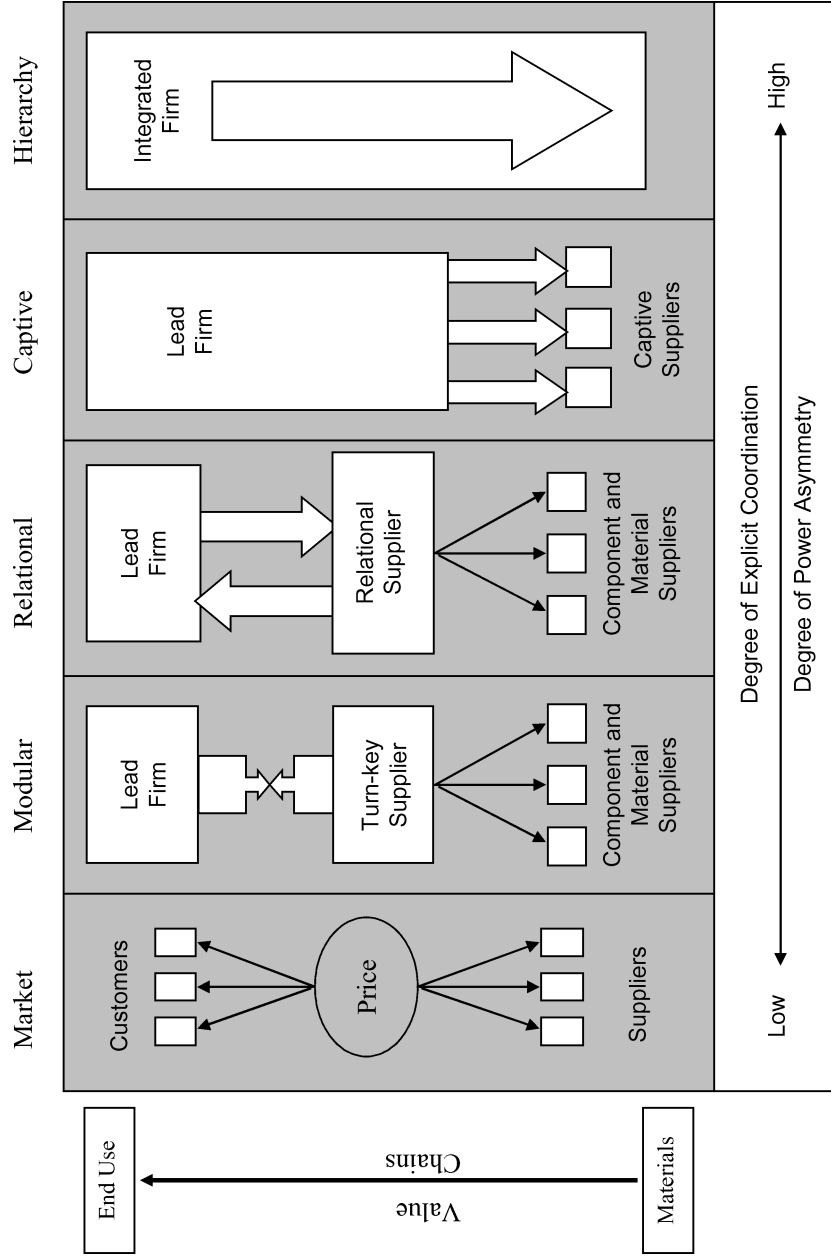 Market
Modular
Relational
Captive
Hierarchy
End Use
Value
Chains
Materials
Customers
Price
Suppliers
Lead
Firm
Turn-key
Supplier
Component and
Material
Suppliers
Lead
Firm
Relational
Supplier
Component and
Material
Suppliers
Lead
Firm
Captive
Suppliers
Integrated
Firm
Low
Degree of Explicit Coordination
Degree of Power Asymmetry
High